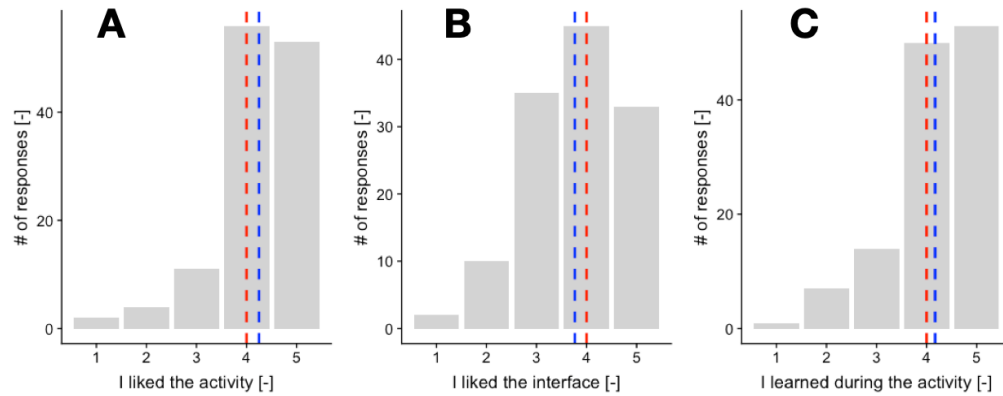 A
# of responses [-]
40
20
0
1 2 3 4 5
I liked the activity [-]
B
# of responses [-]
40
30
20
10
0
1 2 3 4 5
I liked the interface [-]
C
# of responses [-]
40
20
0
1 2 3 4 5
I learned during the activity [-]